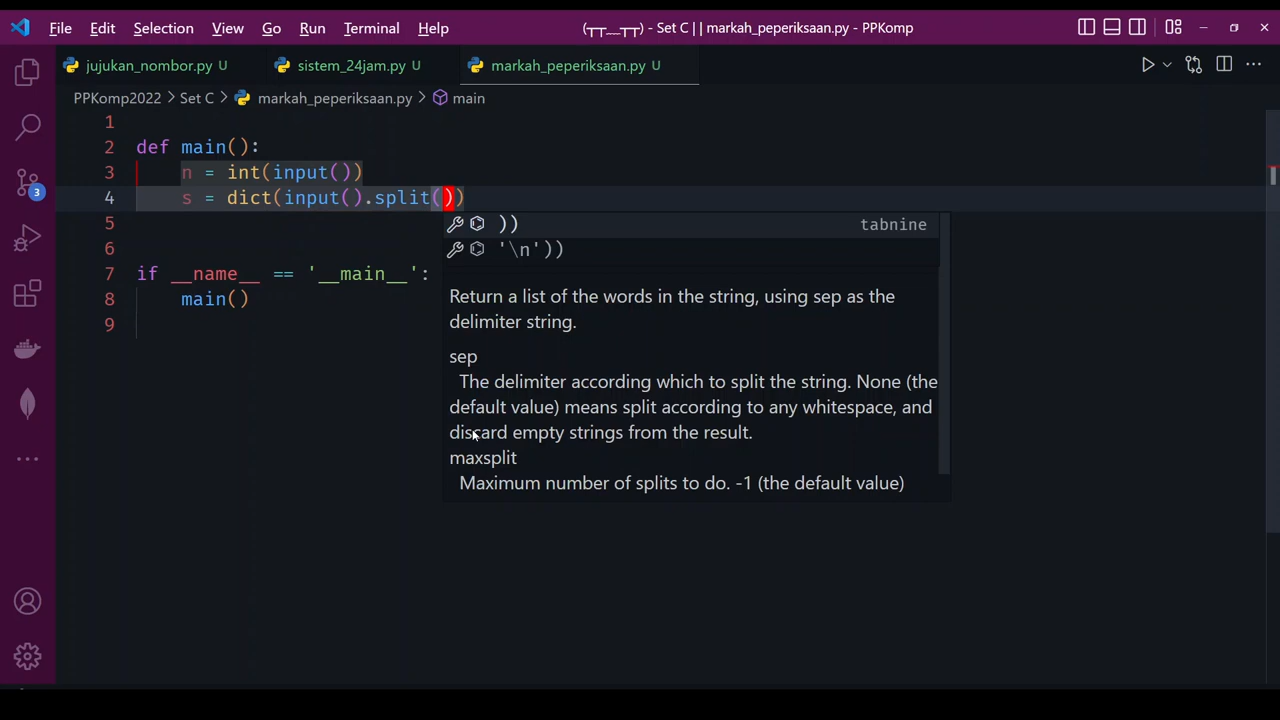 File Edit Selection View Go Run Terminal Help (┬┬﹏┬┬) - Set C || markah_peperiksaan.py - PPKomp
jujukan_nombor.py U sistem_24jam.py U markah_peperiksaan.py U
PPKomp2022 > Set C > markah_peperiksaan.py > main
1
2 def main():
3 n = int(input())
4 s = dict(input().split())
5
6
7 if __name__ == '__main__':
8 main()
9
)) tabnine
'\n'))
Return a list of the words in the string, using sep as the
delimiter string.
sep
The delimiter according which to split the string. None (the
default value) means split according to any whitespace, and
discard empty strings from the result.
maxsplit
Maximum number of splits to do. -1 (the default value)
3